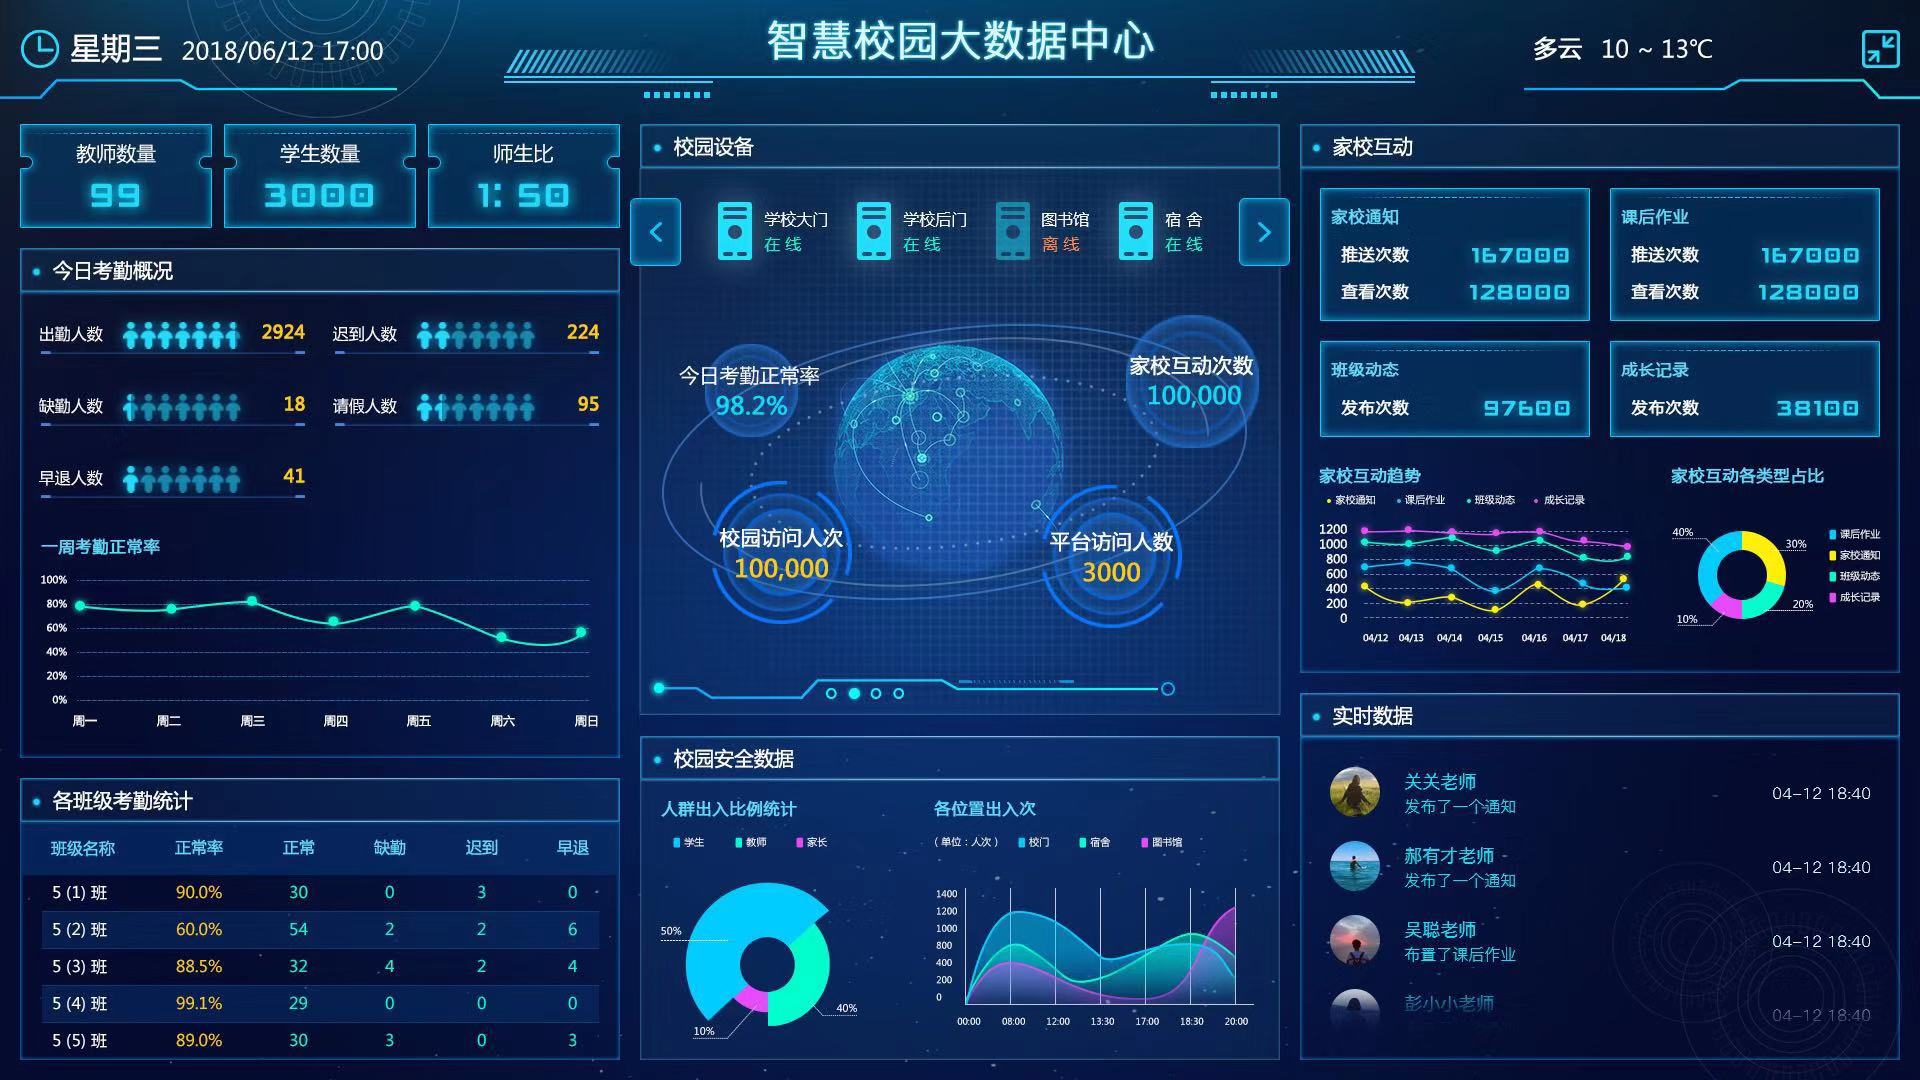 星期三 2018/06/12 17:00
智慧校园大数据中心
多云 10 ~ 13℃
教师数量
99
学生数量
3000
师生比
1: 50
今日考勤概况
出勤人数 2924
迟到人数 224
缺勤人数 18
请假人数 95
早退人数 41
一周考勤正常率
100%
80%
60%
40%
20%
0%
周一 周二 周三 周四 周五 周六 周日
各班级考勤统计
班级名称 正常率 正常 缺勤 迟到 早退
5 (1) 班 90.0% 30 0 3 0
5 (2) 班 60.0% 54 2 2 6
5 (3) 班 88.5% 32 4 2 4
5 (4) 班 99.1% 29 0 0 0
5 (5) 班 89.0% 30 3 0 3
校园设备
学校大门
在线
学校后门
在线
图书馆
离线
宿舍
在线
今日考勤正常率
98.2%
家校互动次数
100,000
校园访问人次
100,000
平台访问人数
3000
校园安全数据
人群出入比例统计
学生 教师 家长
50%
40%
10%
各位置出入次
(单位：人次) 校门 宿舍 图书馆
1400
1200
1000
800
400
200
0
00:00 08:00 12:00 13:30 17:00 18:30 20:00
家校互动
家校通知
推送次数 167000
查看次数 128000
课后作业
推送次数 167000
查看次数 128000
班级动态
发布次数 97600
成长记录
发布次数 38100
家校互动趋势
家校通知 课后作业 班级动态 成长记录
1200
1000
800
600
400
200
0
04/12 04/13 04/14 04/15 04/16 04/17 04/18
家校互动各类型占比
40%
30%
20%
10%
课后作业
家校通知
班级动态
成长记录
实时数据
关关老师
发布了一个通知
04-12 18:40
郝有才老师
发布了一个通知
04-12 18:40
吴聪老师
布置了课后作业
04-12 18:40
彭小小老师
04-12 18:40